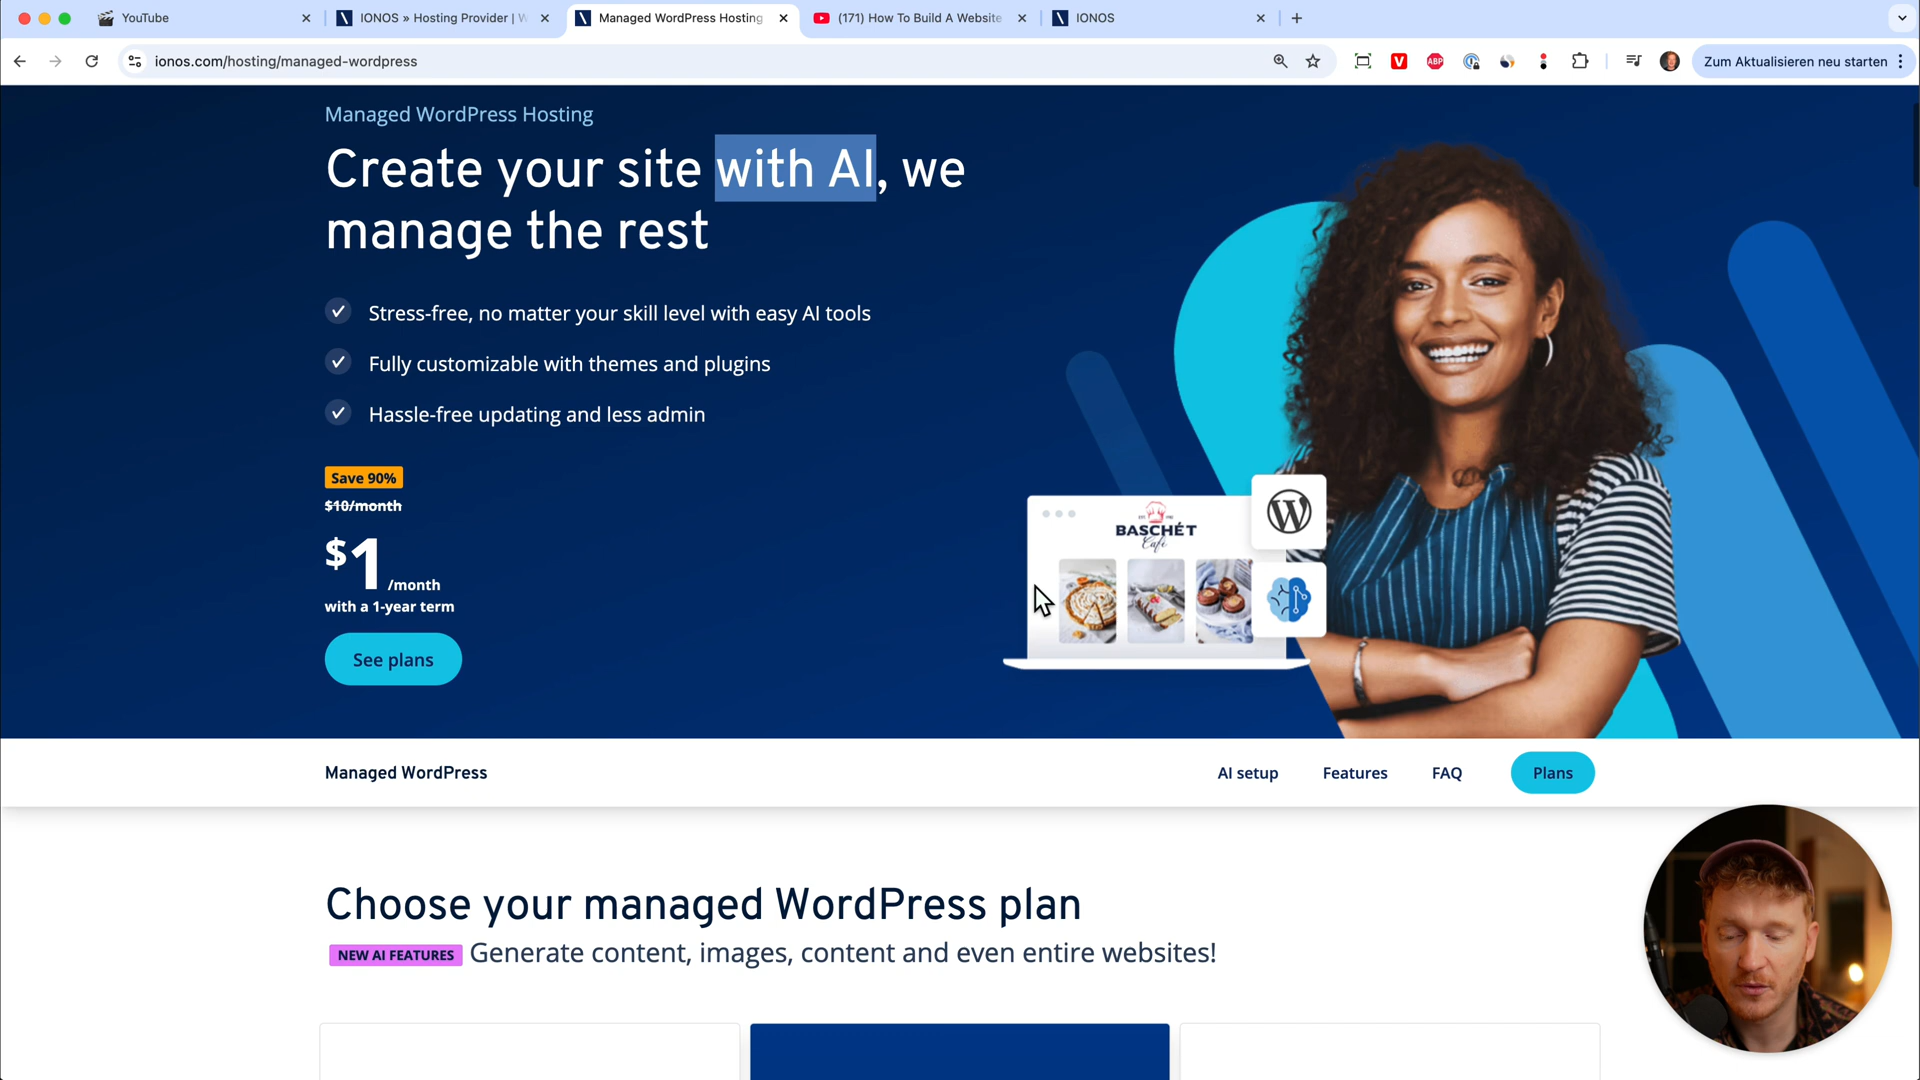 YouTube
IONOS » Hosting Provider | W
Managed WordPress Hosting
(171) How To Build A Website
IONOS
ionos.com/hosting/managed-wordpress
V
ABP
Zum Aktualisieren neu starten
Managed WordPress Hosting
Create your site with AI, we
manage the rest
Stress-free, no matter your skill level with easy AI tools
Fully customizable with themes and plugins
Hassle-free updating and less admin
Save 90%
$10/month
$1 /month
with a 1-year term
See plans
BASCHÉT
Café
Managed WordPress
AI setup
Features
FAQ
Plans
Choose your managed WordPress plan
NEW AI FEATURES Generate content, images, content and even entire websites!